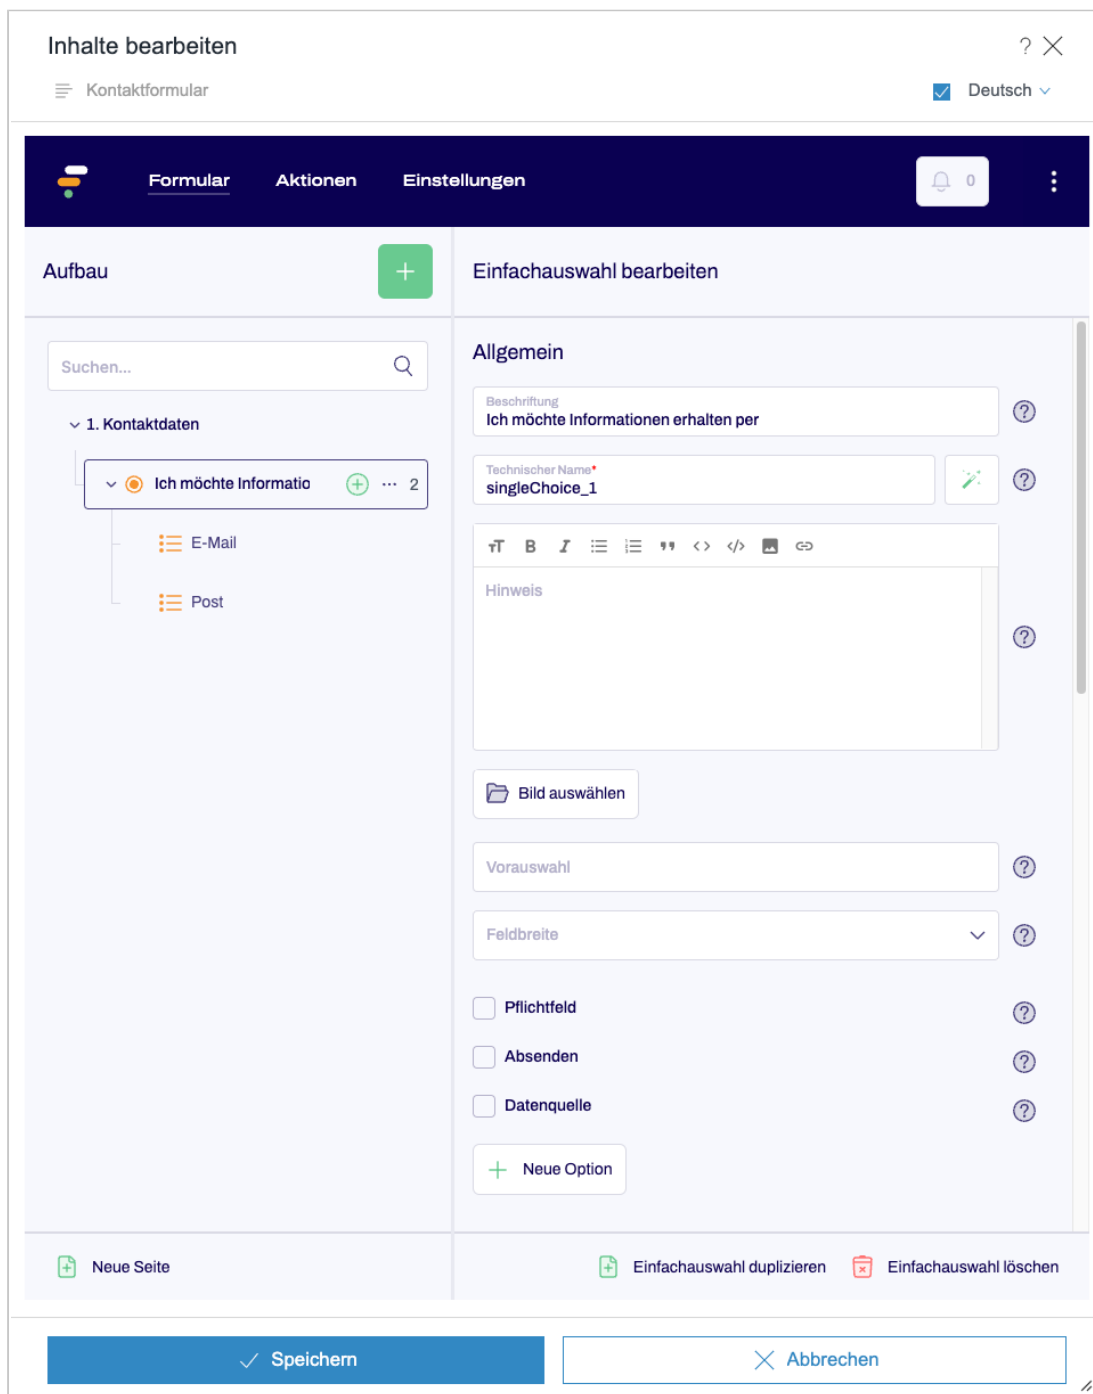 Inhalte bearbeiten
?
Kontaktformular
Deutsch
Formular Aktionen Einstellungen
0
Aufbau
+
Einfachauswahl bearbeiten
Suchen...
1. Kontaktdaten
Ich möchte Informatio
2
E-Mail
Post
Allgemein
Beschriftung
Ich möchte Informationen erhalten per
?
Technischer Name*
singleChoice_1
?
Hinweis
?
Bild auswählen
Vorauswahl
?
Feldbreite
?
Pflichtfeld
?
Absenden
?
Datenquelle
?
Neue Option
Neue Seite
Einfachauswahl duplizieren
Einfachauswahl löschen
Speichern
Abbrechen